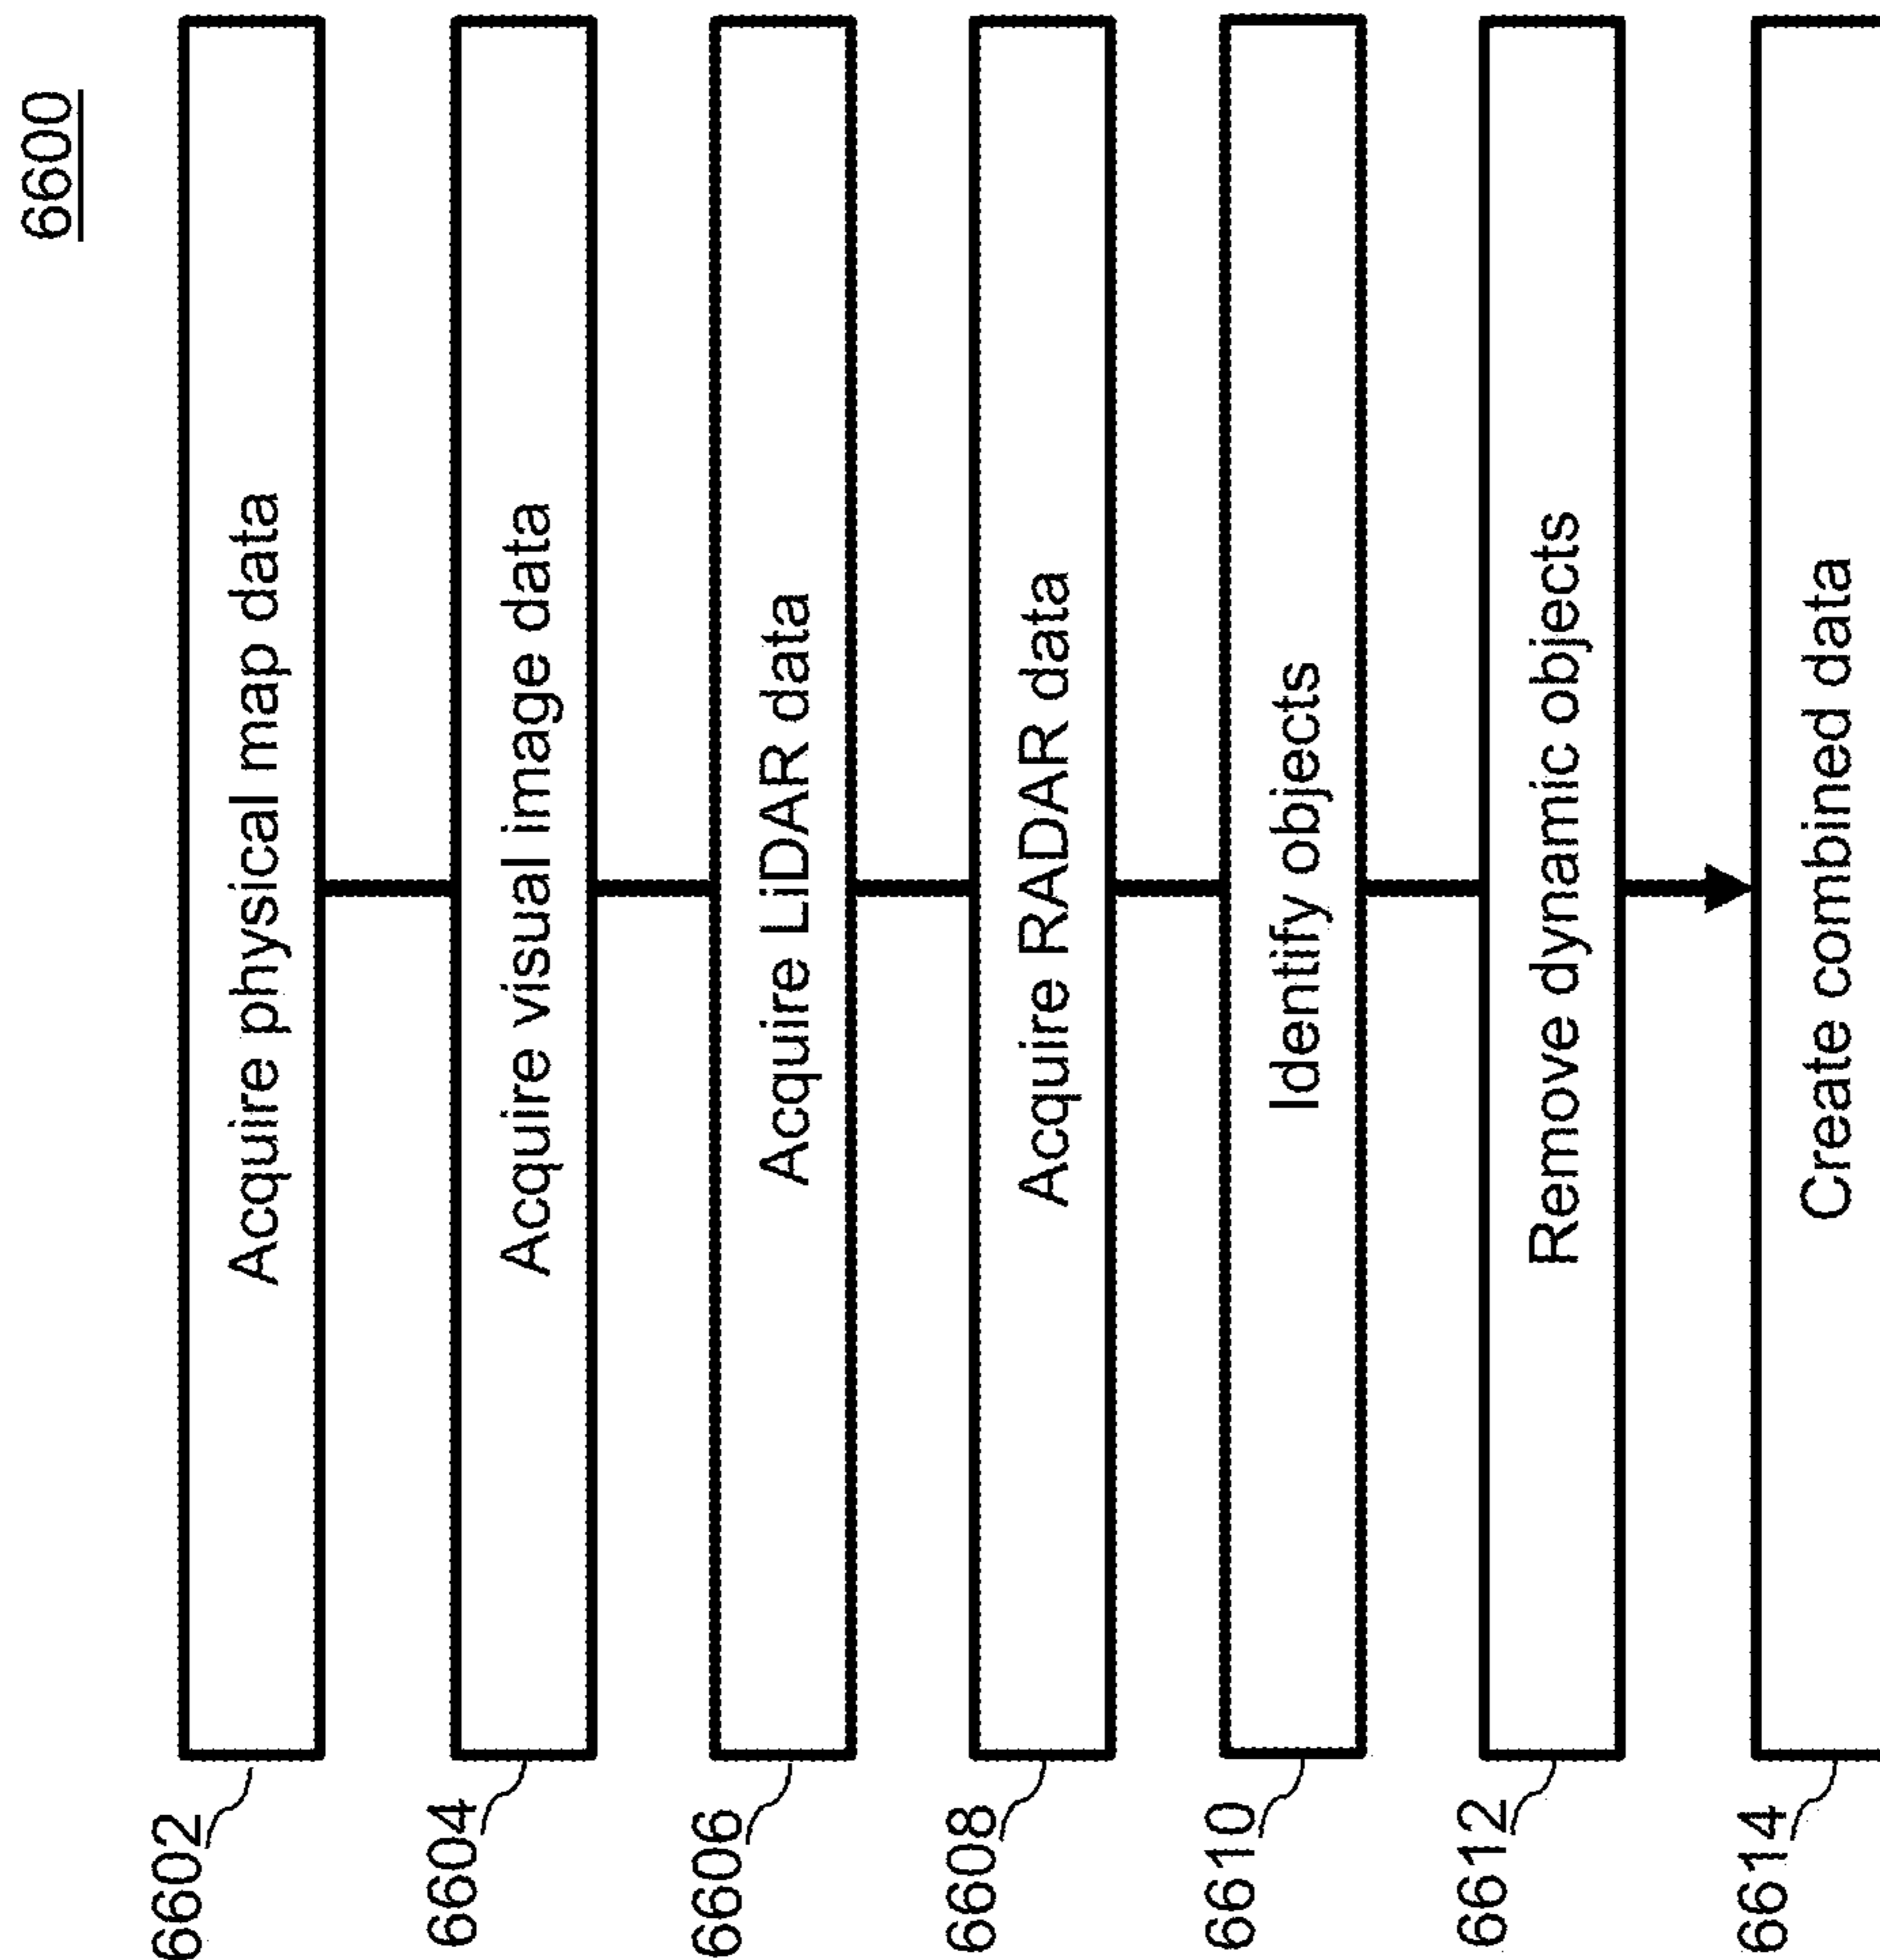 6600
6602
Acquire physical map data
6604
Acquire visual image data
6606
Acquire LiDAR data
6608
Acquire RADAR data
6610
Identify objects
6612
Remove dynamic objects
6614
Create combined data